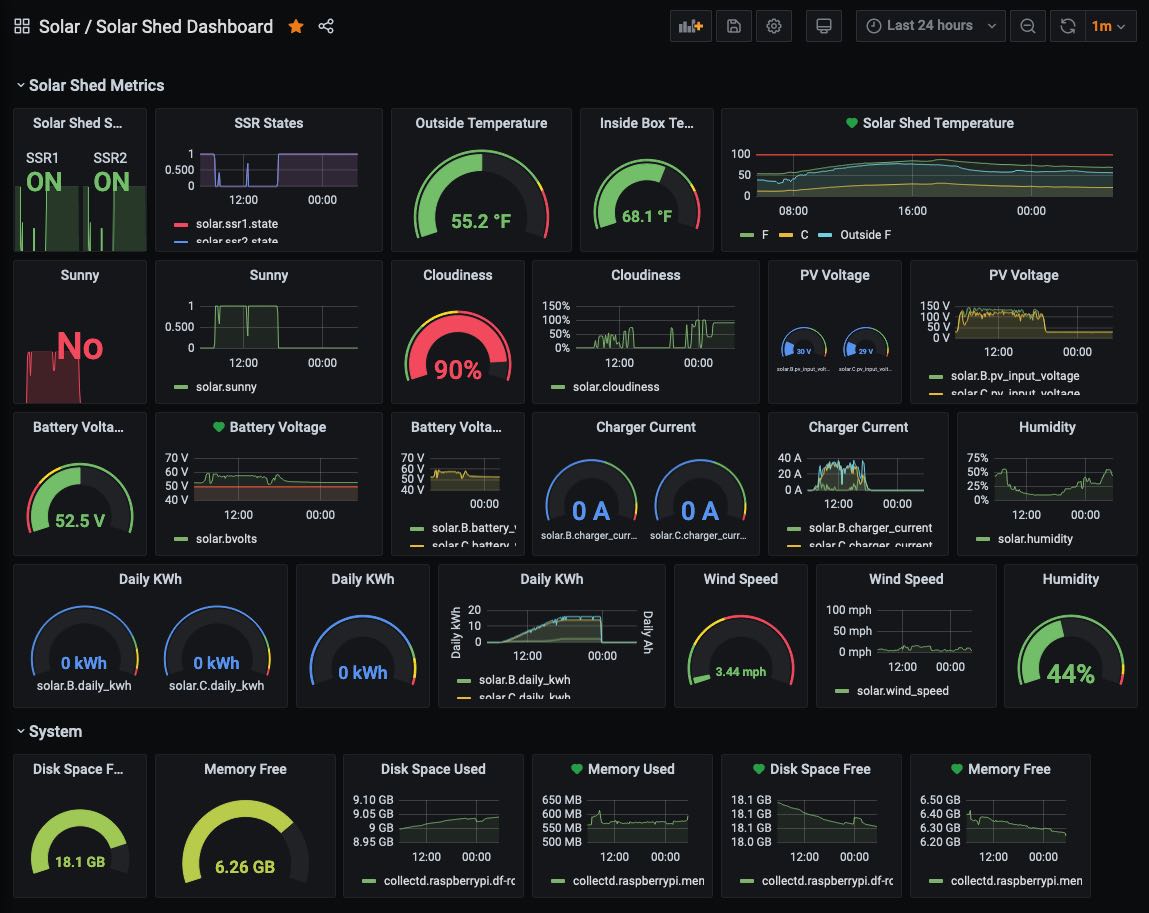 Solar / Solar Shed Dashboard
Last 24 hours
1m
Solar Shed Metrics
Solar Shed S...
SSR1
ON
SSR2
ON
SSR States
1
0.500
0
12:00
00:00
solar.ssr1.state
solar.ssr2.state
Outside Temperature
55.2 °F
Inside Box Te...
68.1 °F
Solar Shed Temperature
100
50
0
08:00
16:00
00:00
F
C
Outside F
Sunny
No
Sunny
1
0.500
0
12:00
00:00
solar.sunny
Cloudiness
90%
Cloudiness
150%
100%
50%
0%
12:00
00:00
solar.cloudiness
PV Voltage
30 V
solar.B.pv_input_volt...
29 V
solar.C.pv_input_volt...
PV Voltage
150 V
100 V
50 V
0 V
12:00
00:00
solar.B.pv_input_voltage
solar.C.pv_input_voltage
Battery Volta...
52.5 V
Battery Voltage
70 V
60 V
50 V
40 V
12:00
00:00
solar.bvolts
Battery Volta...
70 V
60 V
50 V
40 V
00:00
solar.B.battery_v
solar.C.battery_v
Charger Current
0 A
solar.B.charger_curr...
0 A
solar.C.charger_curr...
Charger Current
40 A
20 A
0 A
12:00
00:00
solar.B.charger_current
solar.C.charger_current
Humidity
75%
50%
25%
0%
12:00
00:00
solar.humidity
Daily KWh
0 kWh
solar.B.daily_kwh
0 kWh
solar.C.daily_kwh
Daily KWh
0 kWh
Daily KWh
Daily kWh
20
10
0
12:00
00:00
Daily Ah
solar.B.daily_kwh
solar.C.daily_kwh
Wind Speed
3.44 mph
Wind Speed
100 mph
50 mph
0 mph
12:00
00:00
solar.wind_speed
Humidity
44%
System
Disk Space F...
18.1 GB
Memory Free
6.26 GB
Disk Space Used
9.10 GB
9.05 GB
9 GB
8.95 GB
12:00
00:00
collectd.raspberrypi.df-rc
Memory Used
650 MB
600 MB
550 MB
500 MB
12:00
00:00
collectd.raspberrypi.men
Disk Space Free
18.1 GB
18.1 GB
18.1 GB
18.0 GB
12:00
00:00
collectd.raspberrypi.df-rc
Memory Free
6.50 GB
6.40 GB
6.30 GB
6.20 GB
12:00
00:00
collectd.raspberrypi.men